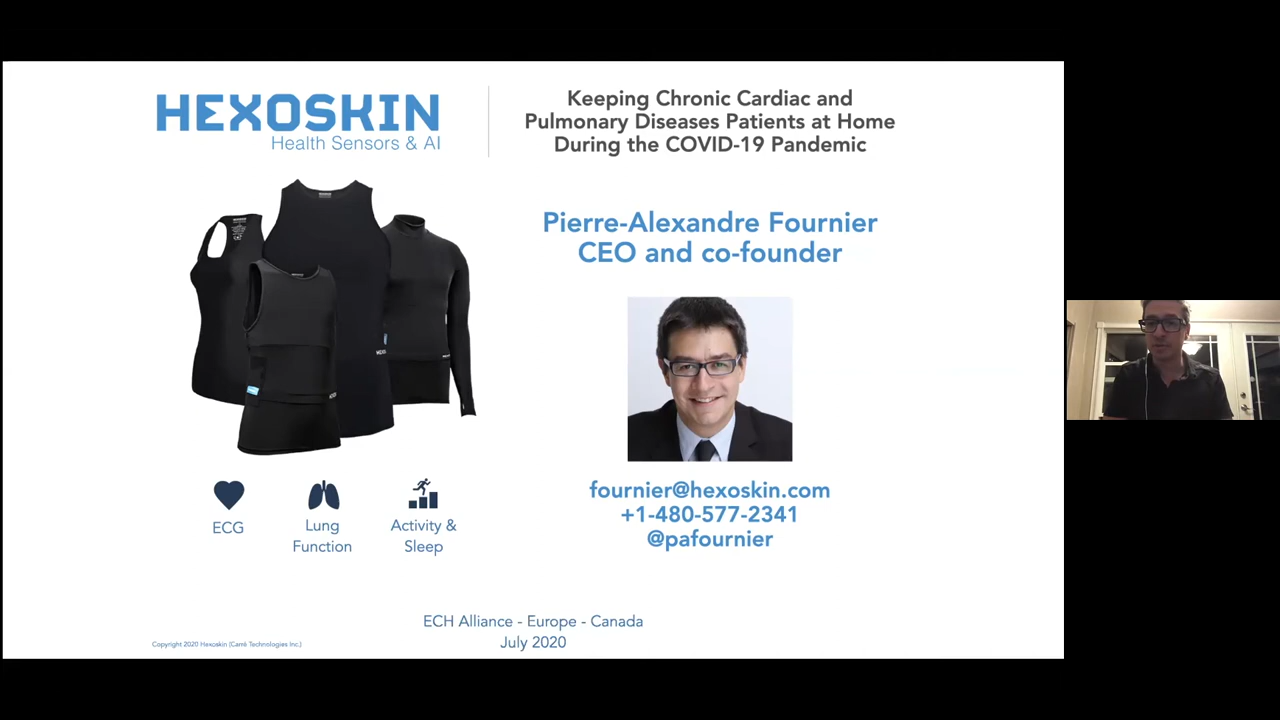 HEXOSKIN
Health Sensors & AI
Keeping Chronic Cardiac and
Pulmonary Diseases Patients at Home
During the COVID-19 Pandemic
Pierre-Alexandre Fournier
CEO and co-founder
HEXOSKIN
ECG
Lung
Function
Activity &
Sleep
fournier@hexoskin.com
+1-480-577-2341
@pafournier
ECH Alliance - Europe - Canada
July 2020
Copyright 2020 Hexoskin (Carré Technologies Inc.)